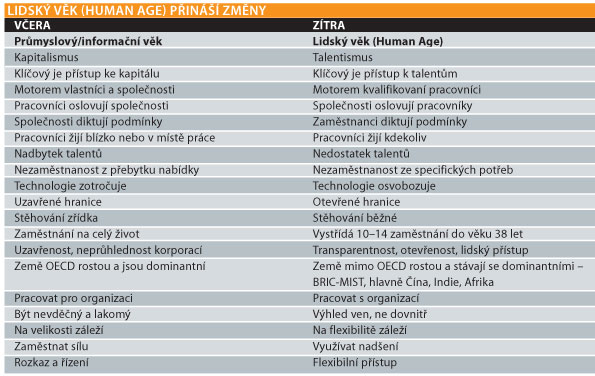 LIDSKÝ VĚK (HUMAN AGE) PŘINÁŠÍ ZMĚNY
VČERA ZÍTRA
Průmyslový/informační věk Lidský věk (Human Age)
Kapitalismus Talentismus
Klíčový je přístup ke kapitálu Klíčový je přístup k talentům
Motorem vlastníci a společnosti Motorem kvalifikovaní pracovníci
Pracovníci oslovují společnosti Společnosti oslovují pracovníky
Společnosti diktují podmínky Zaměstnanci diktují podmínky
Pracovníci žijí blízko nebo v místě práce Pracovníci žijí kdekoliv
Nadbytek talentů Nedostatek talentů
Nezaměstnanost z přebytku nabídky Nezaměstnanost ze specifických potřeb
Technologie zotročuje Technologie osvobozuje
Uzavřené hranice Otevřené hranice
Stěhování zřídka Stěhování běžné
Zaměstnání na celý život Vystřídá 10–14 zaměstnání do věku 38 let
Uzavřenost, neprůhlednost korporací Transparentnost, otevřenost, lidský přístup
Země OECD rostou a jsou dominantní Země mimo OECD rostou a stávají se dominantními –
BRIC-MIST, hlavně Čína, Indie, Afrika
Pracovat pro organizaci Pracovat s organizací
Být nevděčný a lakomý Výhled ven, ne dovnitř
Na velikosti záleží Na flexibilitě záleží
Zaměstnat sílu Využívat nadšení
Rozkaz a řízení Flexibilní přístup